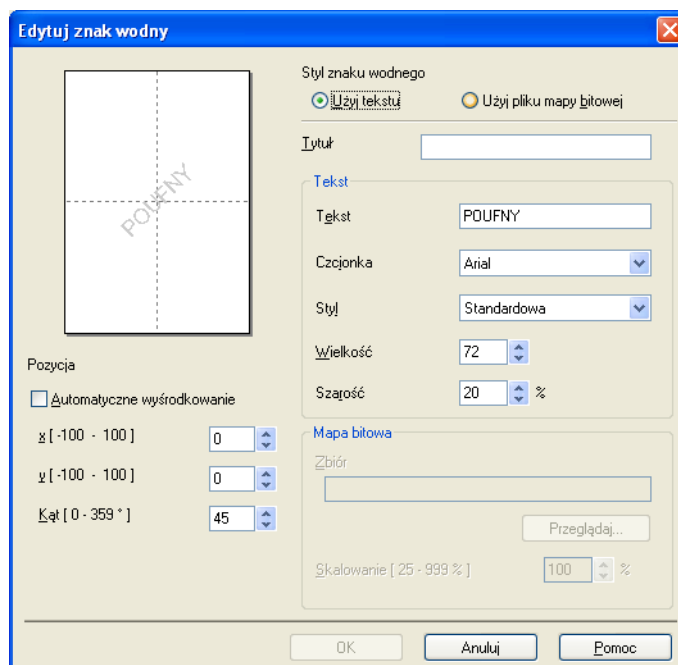 Edytuj znak wodny
Styl znaku wodnego
Użyj tekstu
Użyj pliku mapy bitowej
Tytuł
Tekst
Tekst
POUFNY
Czcjonka
Arial
Styl
Standardowa
Wielkość
72
Szarość
20 %
POUFNY
Pozycja
Automatyczne wyśrodkowanie
x [ -100 - 100 ]
0
y [ -100 - 100 ]
0
Kąt [ 0 - 359 ° ]
45
Mapa bitowa
Zbiór
Przeglądaj...
Skalowanie [ 25 - 999 % ]
100 %
OK
Anuluj
Pomoc